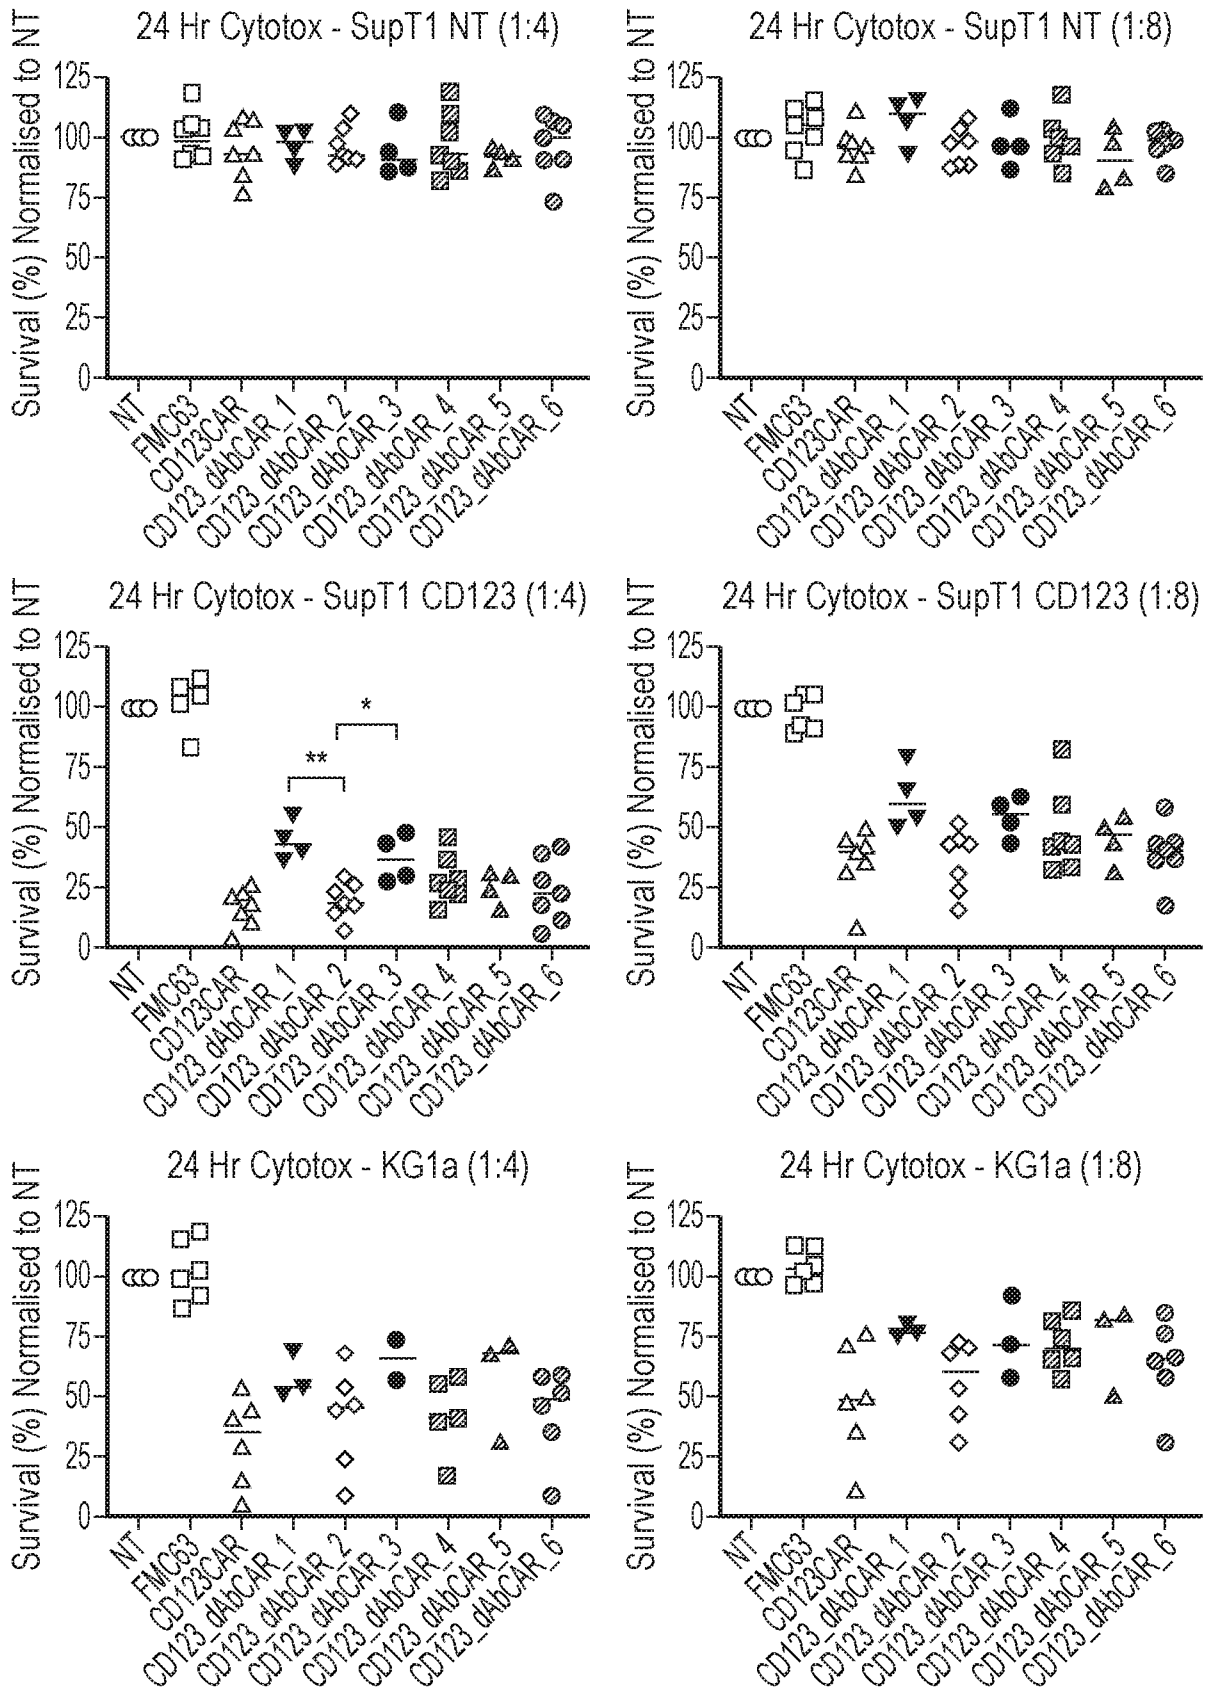 24 Hr Cytotox - SupT1 NT (1:4)
Survival (%) Normalised to NT
125
100
75
50
25
0
NT
FMC63
CD123CAR
CD123_dAbCAR_1
CD123_dAbCAR_2
CD123_dAbCAR_3
CD123_dAbCAR_4
CD123_dAbCAR_5
CD123_dAbCAR_6
24 Hr Cytotox - SupT1 NT (1:8)
Survival (%) Normalised to NT
125
100
75
50
25
0
NT
FMC63
CD123CAR
CD123_dAbCAR_1
CD123_dAbCAR_2
CD123_dAbCAR_3
CD123_dAbCAR_4
CD123_dAbCAR_5
CD123_dAbCAR_6
24 Hr Cytotox - SupT1 CD123 (1:4)
Survival (%) Normalised to NT
125
100
75
50
25
0
*
**
NT
FMC63
CD123CAR
CD123_dAbCAR_1
CD123_dAbCAR_2
CD123_dAbCAR_3
CD123_dAbCAR_4
CD123_dAbCAR_5
CD123_dAbCAR_6
24 Hr Cytotox - SupT1 CD123 (1:8)
Survival (%) Normalised to NT
125
100
75
50
25
0
NT
FMC63
CD123CAR
CD123_dAbCAR_1
CD123_dAbCAR_2
CD123_dAbCAR_3
CD123_dAbCAR_4
CD123_dAbCAR_5
CD123_dAbCAR_6
24 Hr Cytotox - KG1a (1:4)
Survival (%) Normalised to NT
125
100
75
50
25
0
NT
FMC63
CD123CAR
CD123_dAbCAR_1
CD123_dAbCAR_2
CD123_dAbCAR_3
CD123_dAbCAR_4
CD123_dAbCAR_5
CD123_dAbCAR_6
24 Hr Cytotox - KG1a (1:8)
Survival (%) Normalised to NT
125
100
75
50
25
0
NT
FMC63
CD123CAR
CD123_dAbCAR_1
CD123_dAbCAR_2
CD123_dAbCAR_3
CD123_dAbCAR_4
CD123_dAbCAR_5
CD123_dAbCAR_6